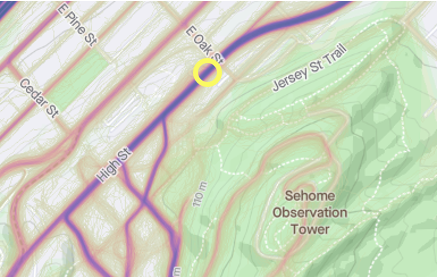 E Pine St
E Oak St
Jersey St Trail
Cedar St
High St
110 m
Sehome
Observation
Tower
m